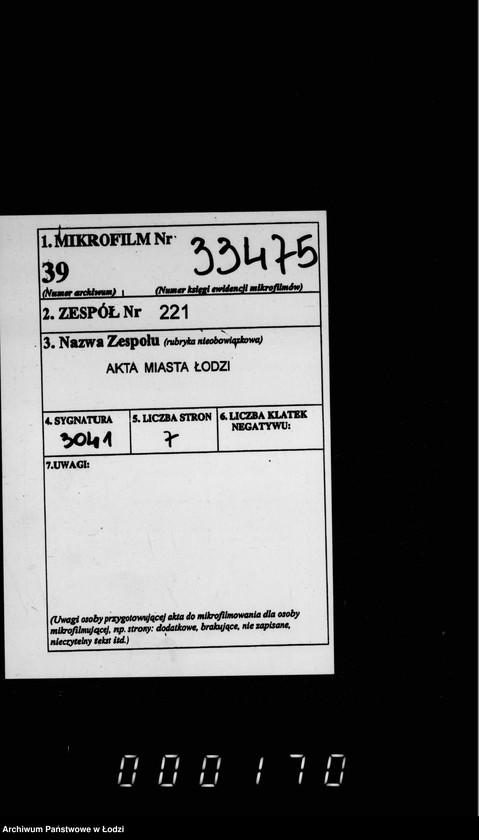 1. MIKROFILM Nr 33475
39
(Numer archiwum) (Numer księgi ewidencji mikrofilmów)
2. ZESPÓŁ Nr 221
3. Nazwa Zespołu (rubryka nieobowiązkowa)
AKTA MIASTA ŁODZI
4. SYGNATURA 5. LICZBA STRON 6. LICZBA KLATEK
NEGATYWU:
3041 7
7. UWAGI:
(Uwagi osoby przygotowującej akta do mikrofilmowania dla osoby
mikrofilmującej, np. strony: dodatkowe, brakujące, nie zapisane,
nieczytelny tekst itd.)
000170
Archiwum Państwowe w Łodzi